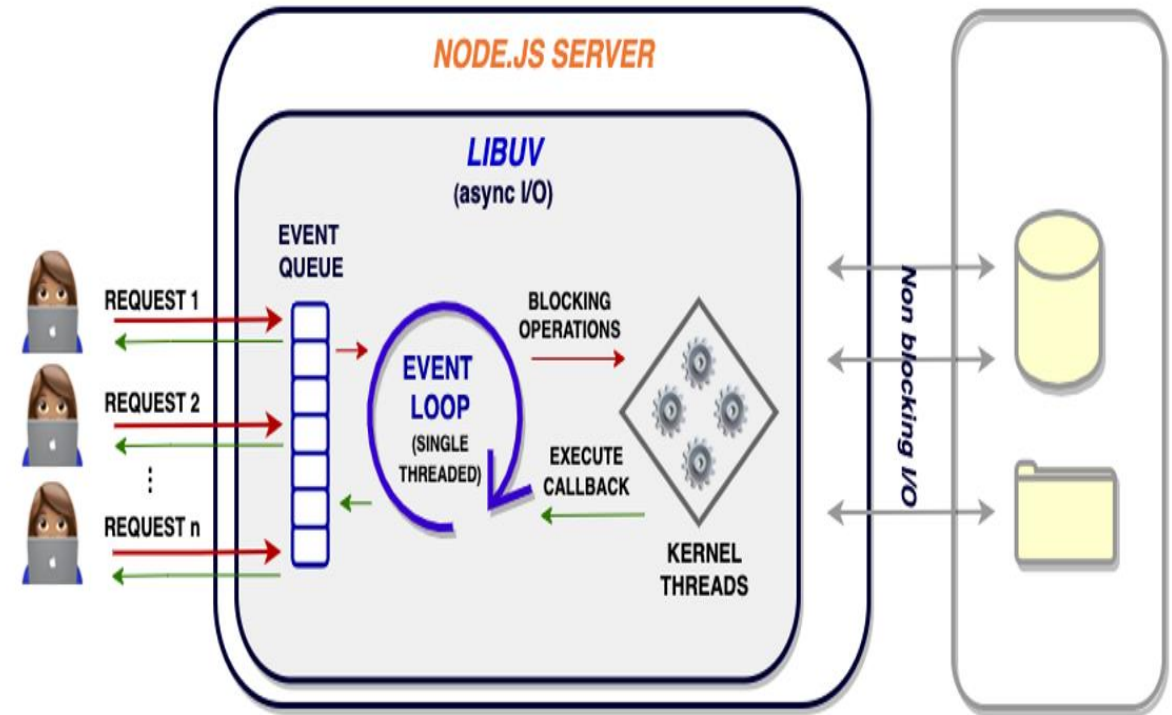 NODE.JS SERVER
LIBUV
(async I/O)
EVENT
QUEUE
REQUEST 1
REQUEST 2
REQUEST n
EVENT
LOOP
(SINGLE
THREADED)
BLOCKING
OPERATIONS
EXECUTE
CALLBACK
KERNEL
THREADS
Non blocking I/O